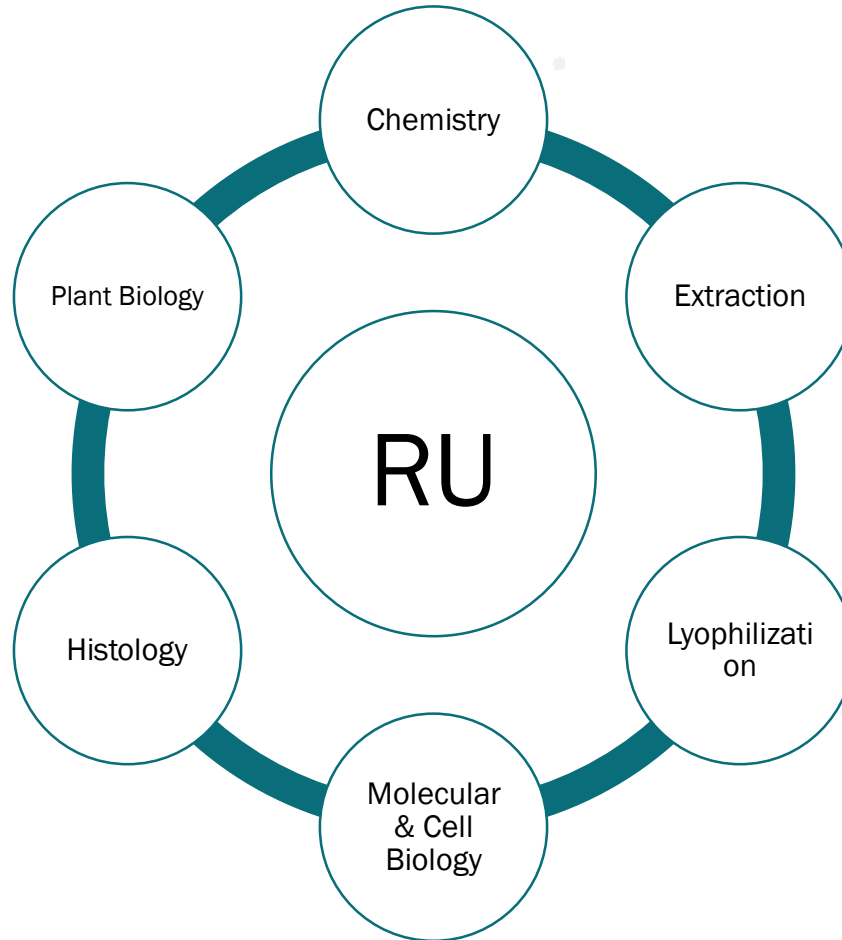 Chemistry
Plant Biology
Extraction
RU
Histology
Lyophilizati
on
Molecular
& Cell
Biology